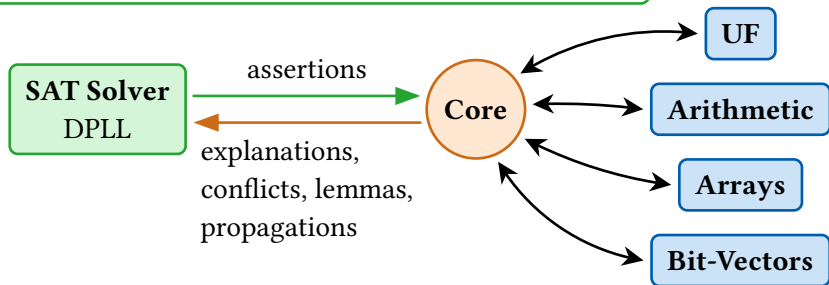 SAT Solver
DPLL
assertions
explanations,
conflicts, lemmas,
propagations
Core
UF
Arithmetic
Arrays
Bit-Vectors